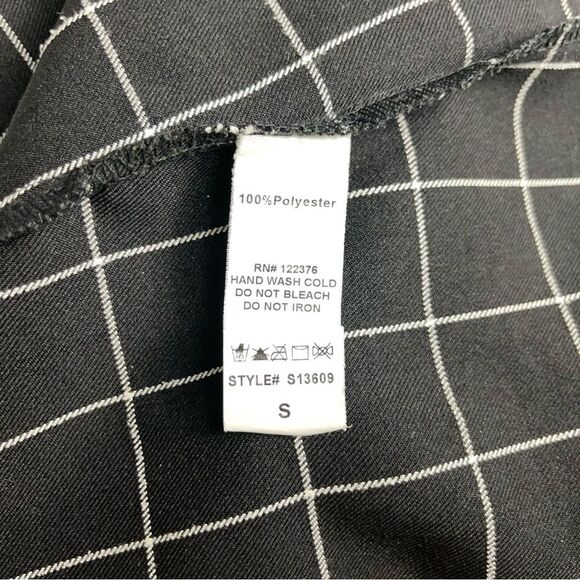 100%Polyester
RN# 122376
HAND WASH COLD
DO NOT BLEACH
DO NOT IRON
STYLE# S13609
S